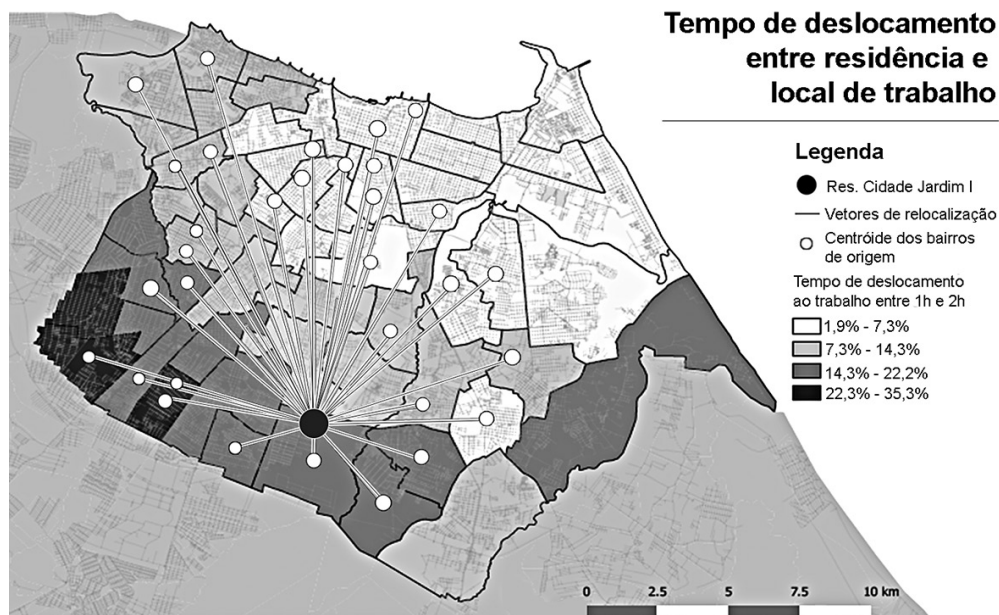 Tempo de deslocamento
entre residência e
local de trabalho
Legenda
Res. Cidade Jardim I
Vetores de relocalização
Centróide dos bairros
de origem
Tempo de deslocamento
ao trabalho entre 1h e 2h
1,9% - 7,3%
7,3% - 14,3%
14,3% - 22,2%
22,3% - 35,3%
0 2.5 5 7.5 10 km